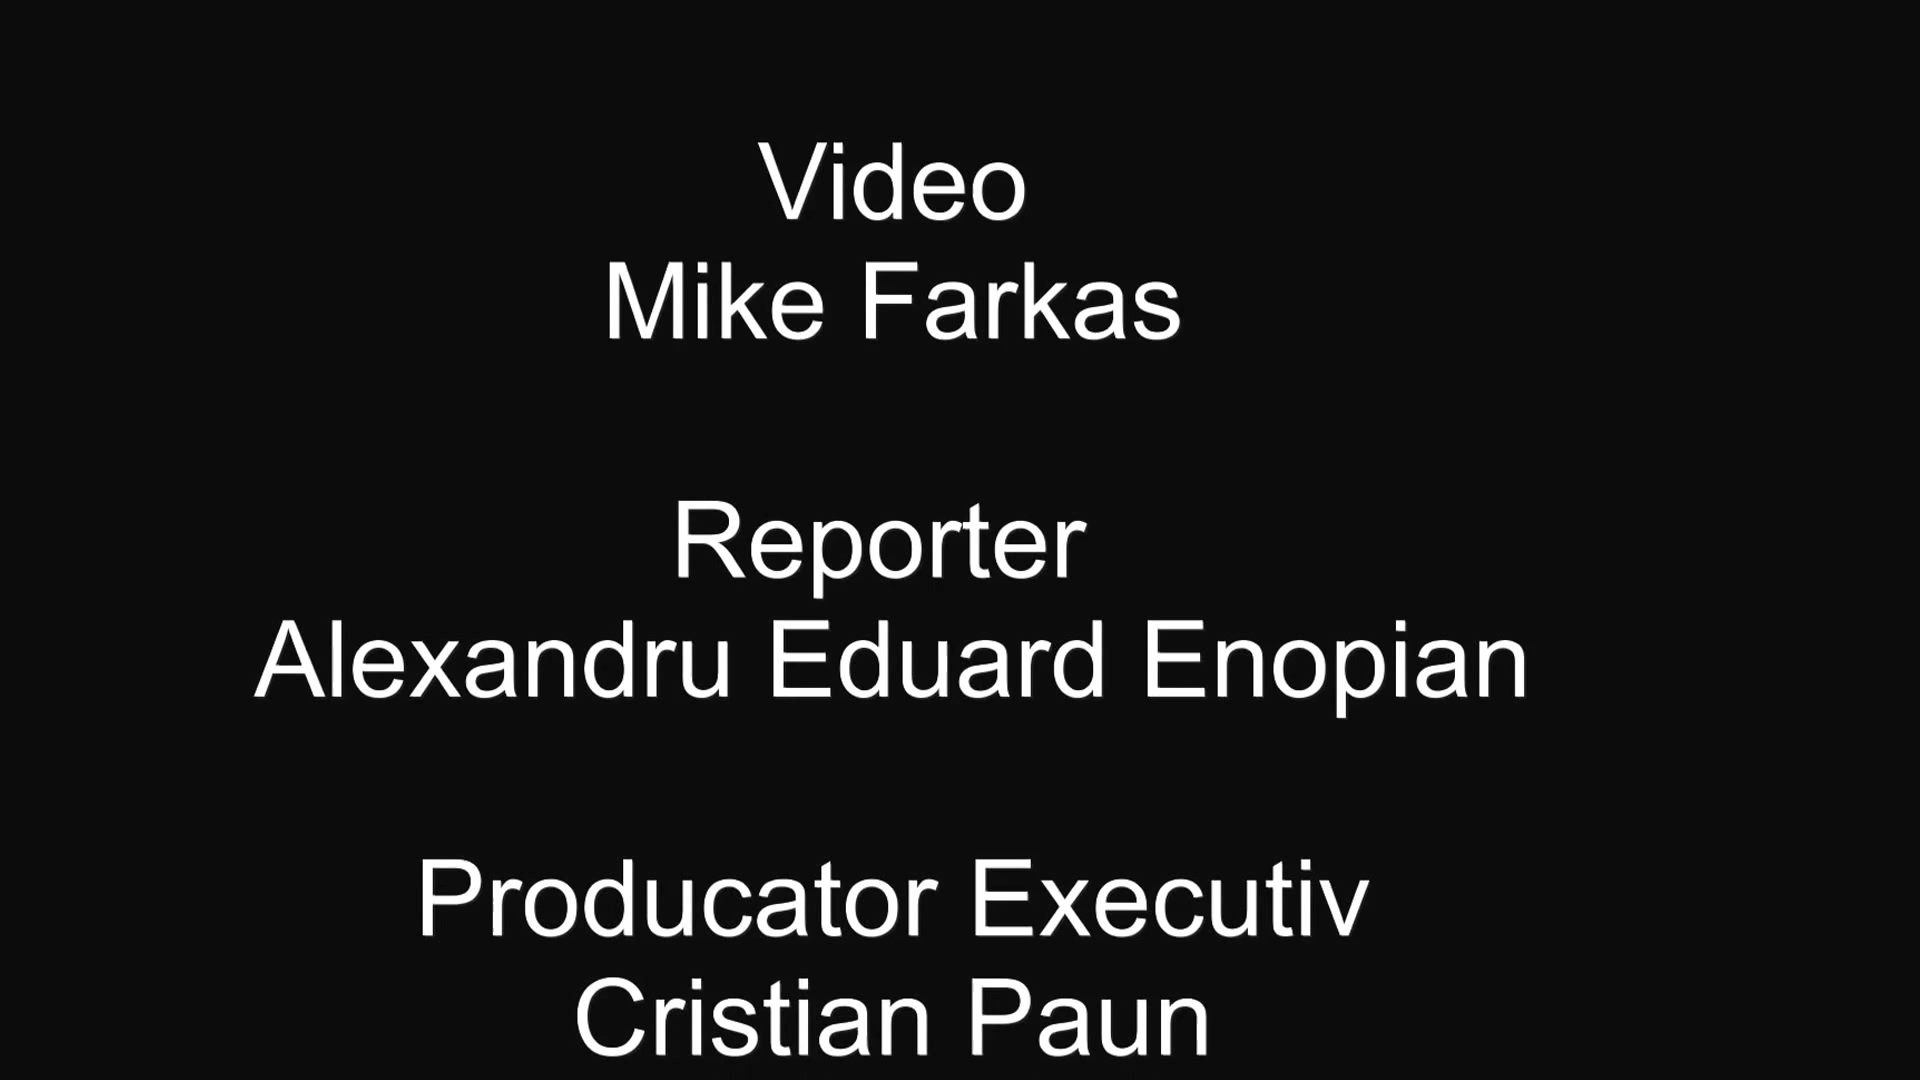 Video
Mike Farkas
Reporter
Alexandru Eduard Enopian
Producator Executiv
Cristian Paun